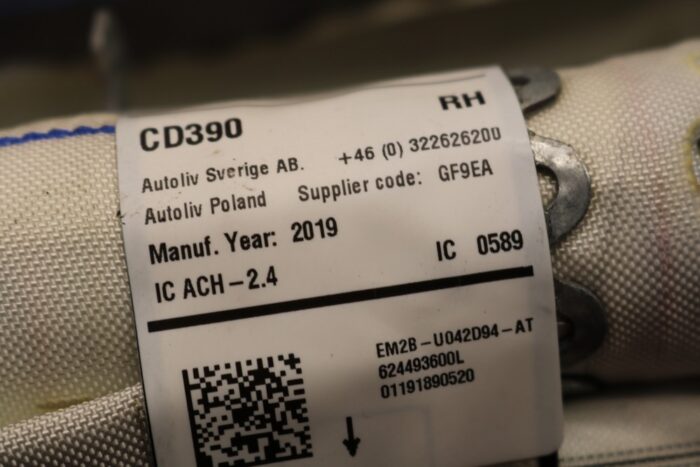 CD390 RH
Autoliv Sverige AB. +46 (0) 322626200
Autoliv Poland Supplier code: GF9EA
Manuf. Year: 2019
IC ACH-2.4 IC 0589
EM2B-U042D94-AT
624493600L
01191890520